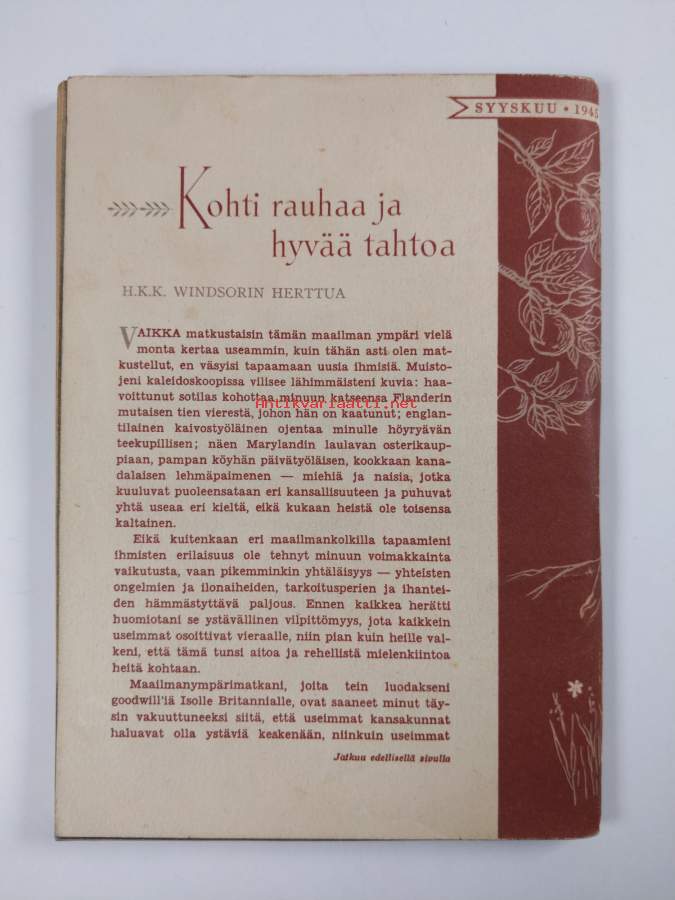 SYYSKUU • 1945
Kohti rauhaa ja
hyvää tahtoa
H.K.K. WINDSORIN HERTTUA
VAIKKA matkustaisin tämän maailman ympäri vielä
monta kertaa useammin, kuin tähän asti olen mat-
kustellut, en väsyisi tapaamaan uusia ihmisiä. Muisto-
jeni kaleidoskoopissa vilisee lähimmäisteni kuvia: haa-
voittunut sotilas kohottaa minuun katseensa Flanderin
Antikvariaatti.net
mutaisen tien vierestä, johon hän on kaatunut; englan-
tilainen kaivostyöläinen ojentaa minulle höyryävän
teekupillisen; näen Marylandin laulavan osterikaup-
piaan, pampan köyhän päivätyöläisen, kookkaan kana-
dalaisen lehmäpaimenen — miehiä ja naisia, jotka
kuuluvat puoleensataan eri kansallisuuteen ja puhuvat
yhtä useaa eri kieltä, eikä kukaan heistä ole toisensa
kaltainen.
Eikä kuitenkaan eri maailmankolkilla tapaamieni
ihmisten erilaisuus ole tehnyt minuun voimakkainta
vaikutusta, vaan pikemminkin yhtäläisyys — yhteisten
ongelmien ja ilonaiheiden, tarkoitusperien ja ihantei-
den hämmästyttävä paljous. Ennen kaikkea herätti
huomiotani se ystävällinen vilpittömyys, jota kaikkein
useimmat osoittivat vieraalle, niin pian kuin heille val-
keni, että tämä tunsi aitoa ja rehellistä mielenkiintoa
heitä kohtaan.
Maailmanympärimatkani, joita tein luodakseni
goodwill'iä Isolle Britannialle, ovat saaneet minut täy-
sin vakuuttuneeksi siitä, että useimmat kansakunnat
haluavat olla ystäviä keskenään, niinkuin useimmat
Jatkuu edellisellä sivulla